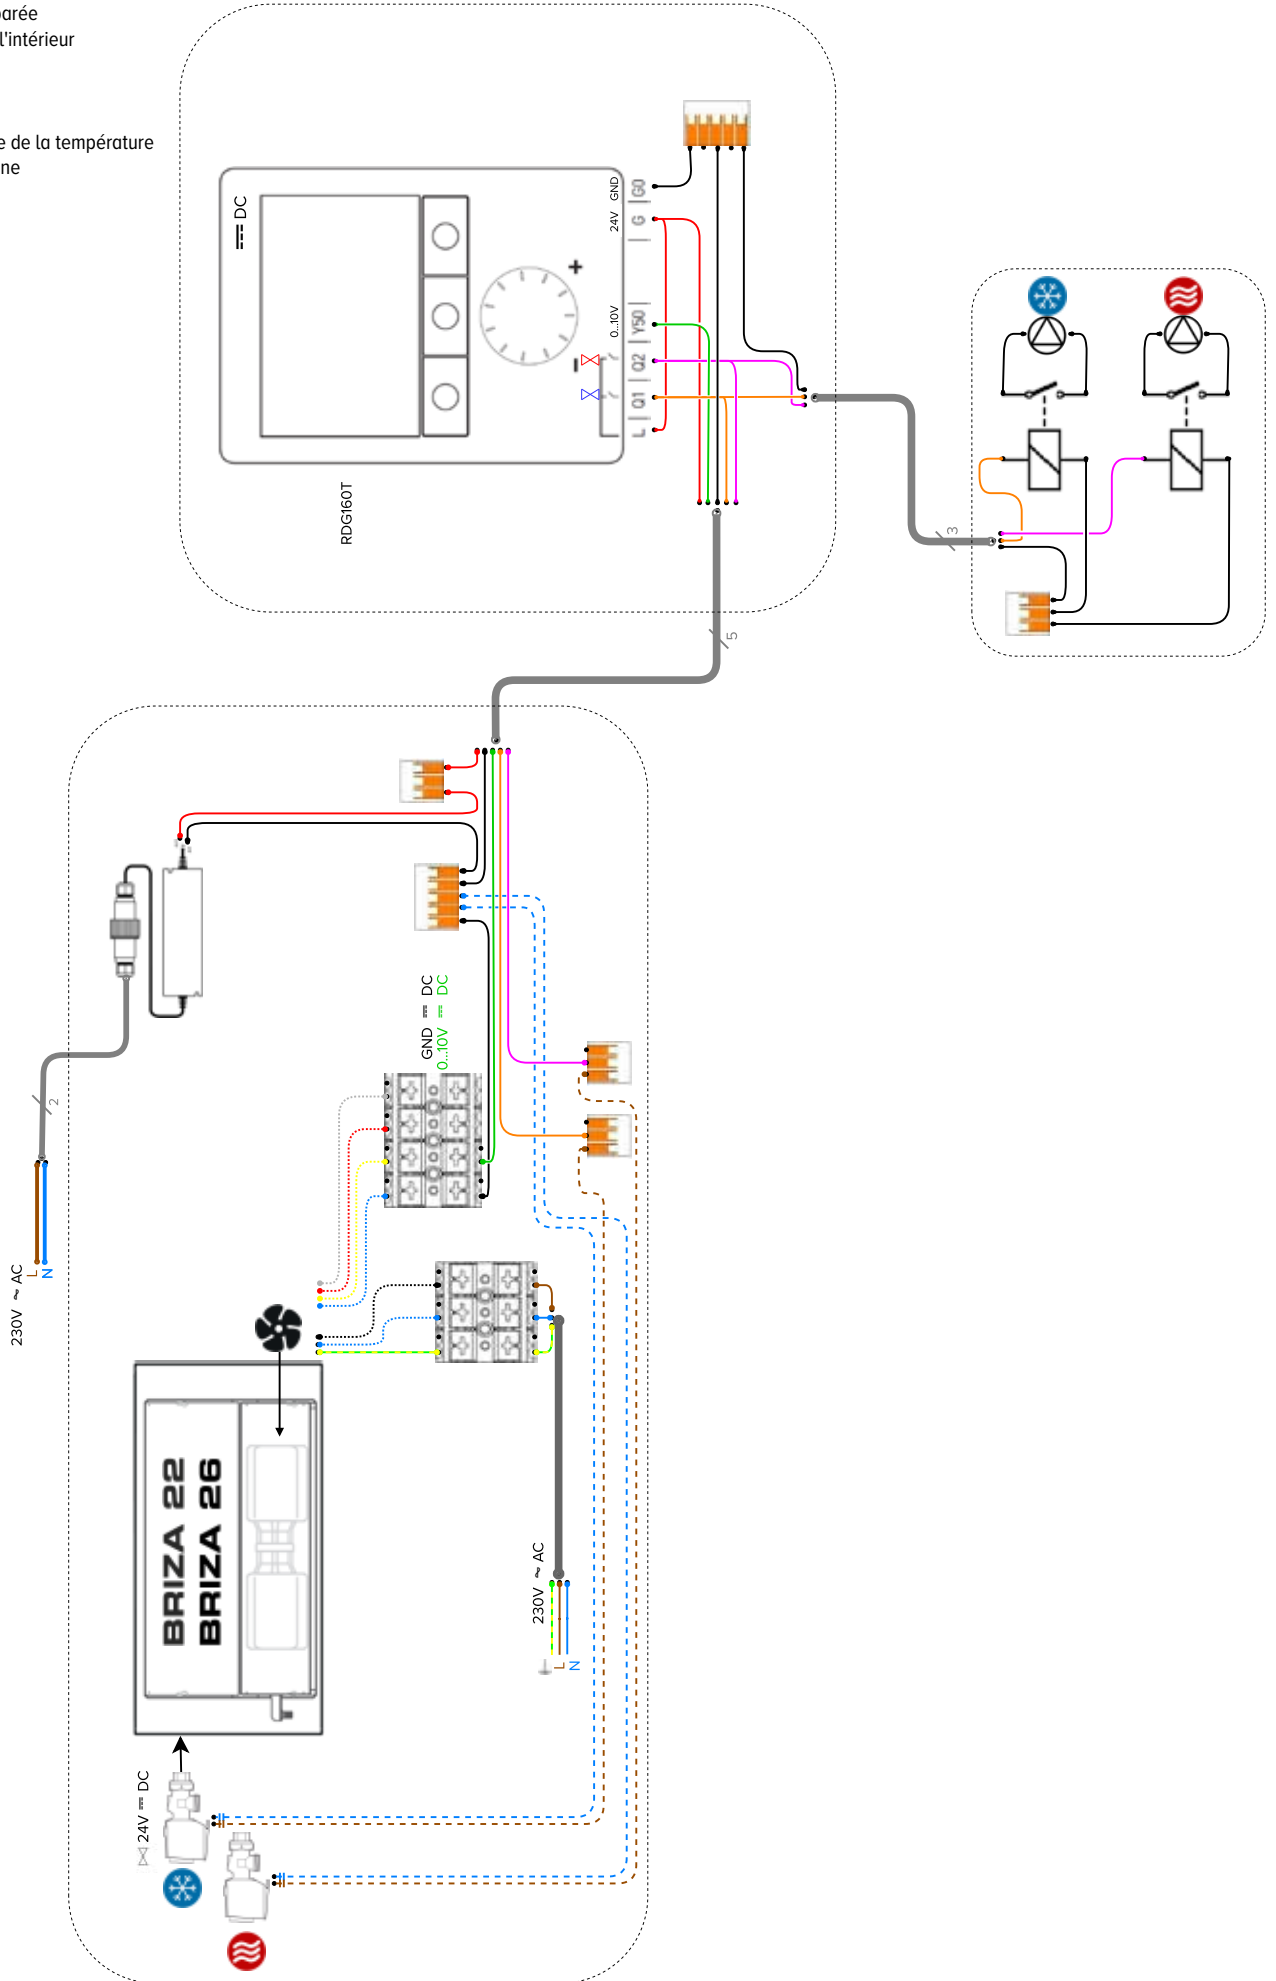 parée
l'intérieur
e de la température
ne
DC
+
−
GND
24V
0...10V
G0
G
Y50
Q2
Q1
L
RDG160T
3
5
2
GND DC
0...10V DC
230V ~ AC
L
N
BRIZA 22
BRIZA 26
230V ~ AC
L
N
24V DC